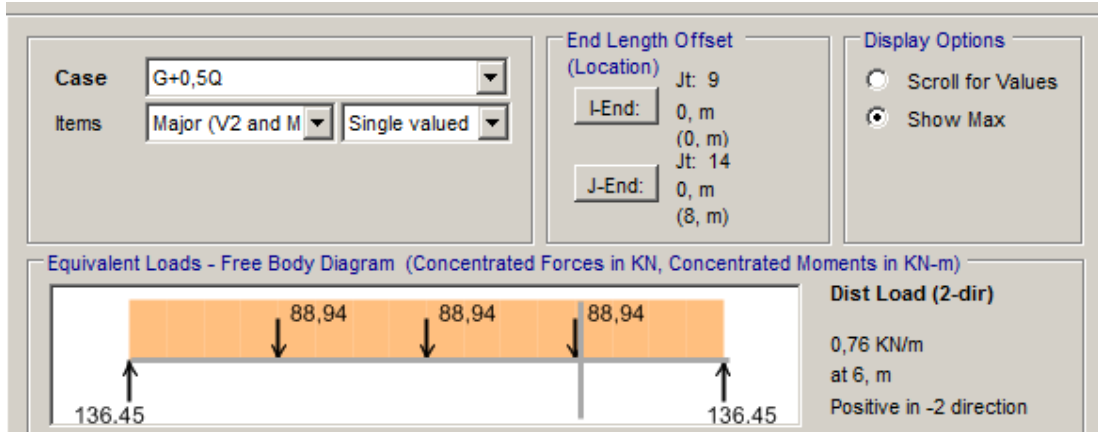 Case
G+0,5Q
Items
Major (V2 and M
Single valued
End Length Offset
(Location)
Jt: 9
I-End:
0, m
(0, m)
Jt: 14
J-End:
0, m
(8, m)
Display Options
Scroll for Values
Show Max
Equivalent Loads - Free Body Diagram (Concentrated Forces in KN, Concentrated Moments in KN-m)
88,94
88,94
88,94
136.45
136.45
Dist Load (2-dir)
0,76 KN/m
at 6, m
Positive in -2 direction